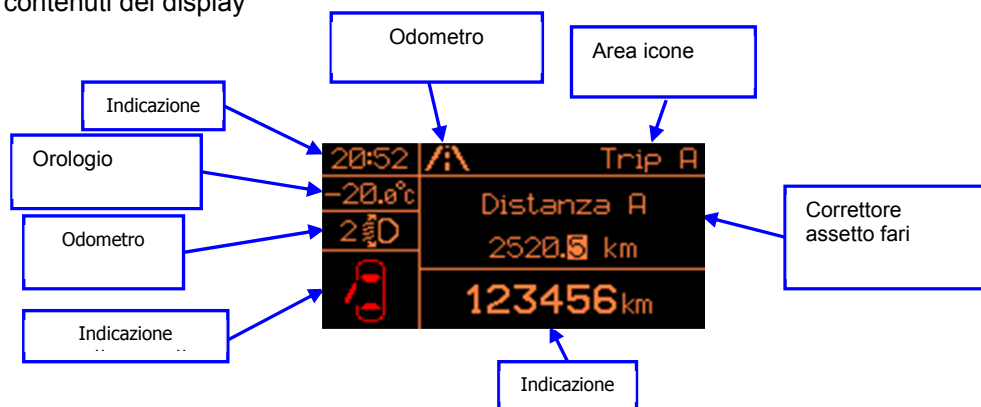 contenuti del display
Odometro
Area icone
Indicazione
Orologio
Odometro
Indicazione
20:52
Trip A
-20.0°c
Distanza A
2
2520.5 km
123456km
Correttore
assetto fari
Indicazione